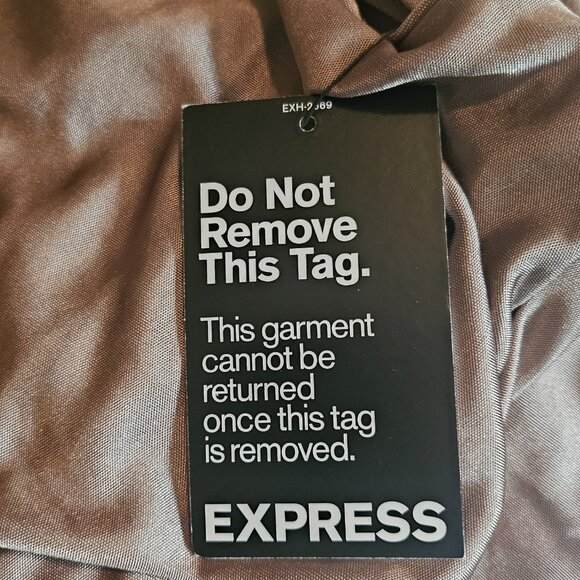 Do Not
Remove
This Tag.
This garment
cannot be
returned
once this tag
is removed.
EXPRESS